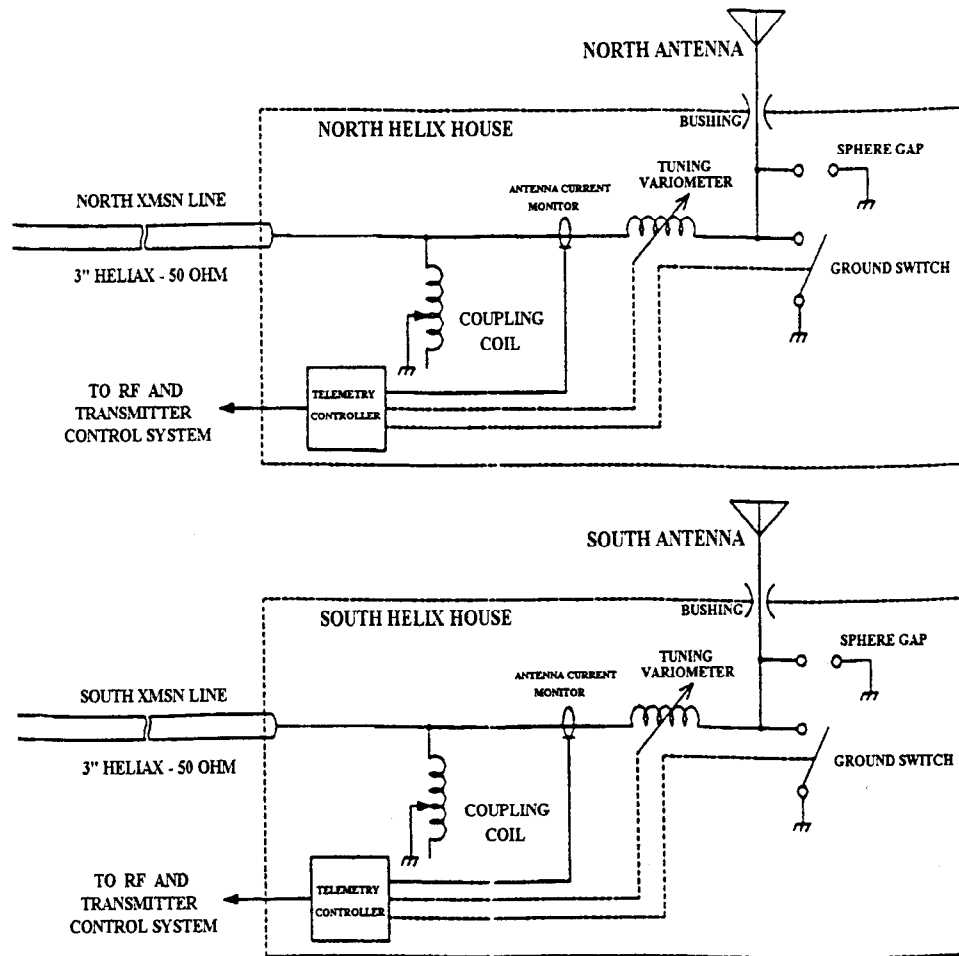 NORTH ANTENNA
BUSHING
NORTH HELIX HOUSE
SPHERE GAP
TUNING
VARIOMETER
ANTENNA CURRENT
MONITOR
NORTH XMSN LINE
3" HELIAX - 50 OHM
GROUND SWITCH
COUPLING
COIL
TELEMETRY
CONTROLLER
TO RF AND
TRANSMITTER
CONTROL SYSTEM
SOUTH ANTENNA
BUSHING
SOUTH HELIX HOUSE
SPHERE GAP
TUNING
VARIOMETER
ANTENNA CURRENT
MONITOR
SOUTH XMSN LINE
3" HELIAX - 50 OHM
GROUND SWITCH
COUPLING
COIL
TELEMETRY
CONTROLLER
TO RF AND
TRANSMITTER
CONTROL SYSTEM